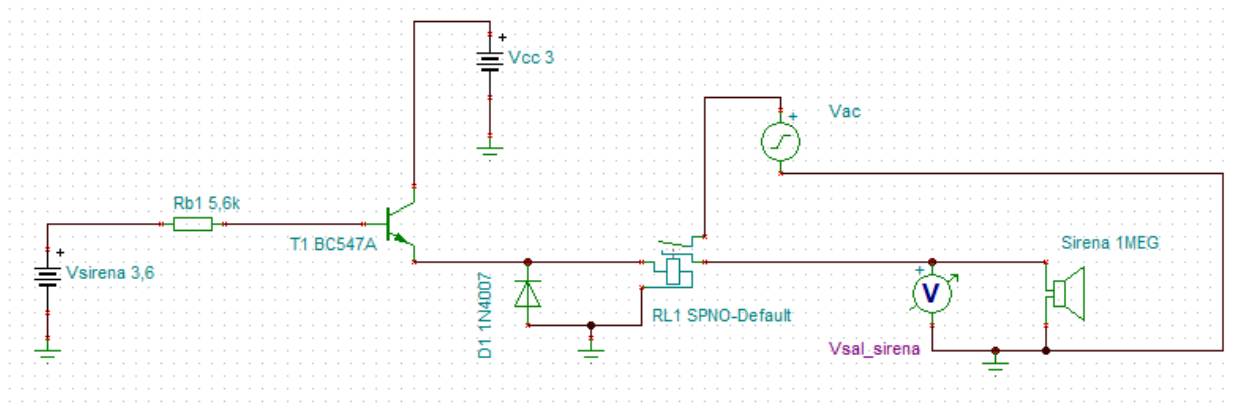 Vcc 3
Vac
Rb1 5,6k
T1 BC547A
Sirena 1MEG
Vsirena 3,6
D1 1N4007
RL1 SPNO-Default
V
Vsal_sirena